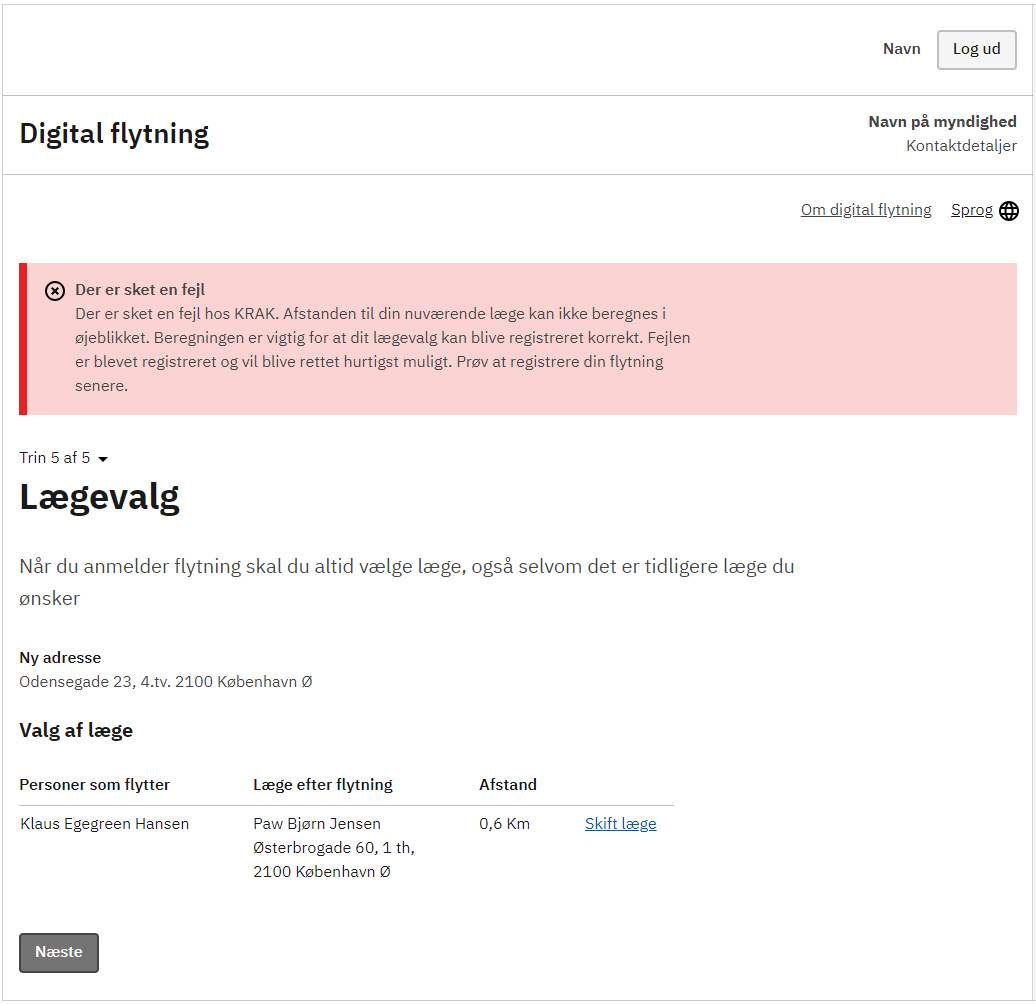 Navn
Log ud
Digital flytning
Navn på myndighed
Kontaktdetaljer
Om digital flytning
Sprog
Der er sket en fejl
Der er sket en fejl hos KRAK. Afstanden til din nuværende læge kan ikke beregnes i
øjeblikket. Beregningen er vigtig for at dit lægevalg kan blive registreret korrekt. Fejlen
er blevet registreret og vil blive rettet hurtigst muligt. Prøv at registrere din flytning
senere.
Trin 5 af 5
Lægevalg
Når du anmelder flytning skal du altid vælge læge, også selvom det er tidligere læge du
ønsker
Ny adresse
Odensegade 23, 4.tv. 2100 København Ø
Valg af læge
Personer som flytter Læge efter flytning Afstand
Klaus Egegreen Hansen Paw Bjørn Jensen 0,6 Km Skift læge
Østerbrogade 60, 1 th,
2100 København Ø
Næste